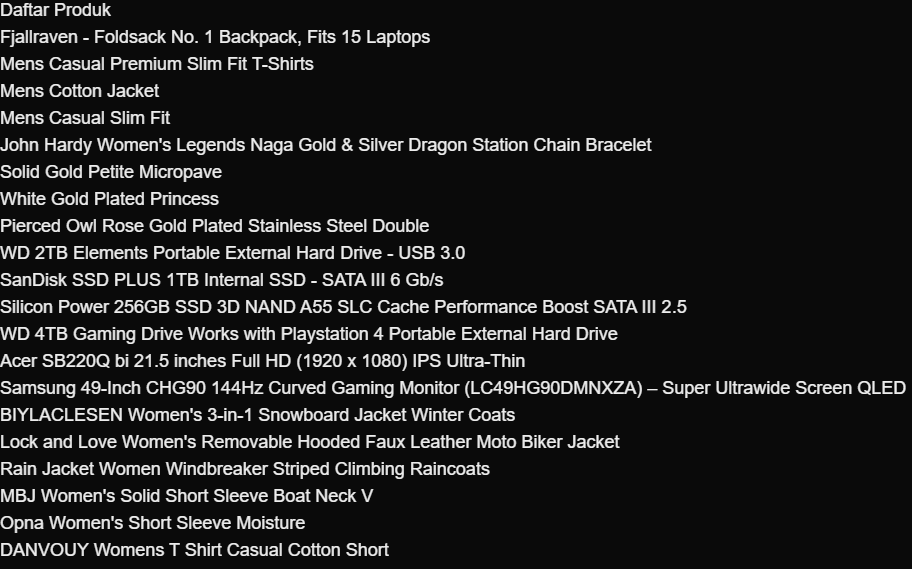 Daftar Produk
Fjallraven - Foldsack No. 1 Backpack, Fits 15 Laptops
Mens Casual Premium Slim Fit T-Shirts
Mens Cotton Jacket
Mens Casual Slim Fit
John Hardy Women's Legends Naga Gold & Silver Dragon Station Chain Bracelet
Solid Gold Petite Micropave
White Gold Plated Princess
Pierced Owl Rose Gold Plated Stainless Steel Double
WD 2TB Elements Portable External Hard Drive - USB 3.0
SanDisk SSD PLUS 1TB Internal SSD - SATA III 6 Gb/s
Silicon Power 256GB SSD 3D NAND A55 SLC Cache Performance Boost SATA III 2.5
WD 4TB Gaming Drive Works with Playstation 4 Portable External Hard Drive
Acer SB220Q bi 21.5 inches Full HD (1920 x 1080) IPS Ultra-Thin
Samsung 49-Inch CHG90 144Hz Curved Gaming Monitor (LC49HG90DMNXZA) – Super Ultrawide Screen QLED
BIYLACLESEN Women's 3-in-1 Snowboard Jacket Winter Coats
Lock and Love Women's Removable Hooded Faux Leather Moto Biker Jacket
Rain Jacket Women Windbreaker Striped Climbing Raincoats
MBJ Women's Solid Short Sleeve Boat Neck V
Opna Women's Short Sleeve Moisture
DANVOUY Womens T Shirt Casual Cotton Short